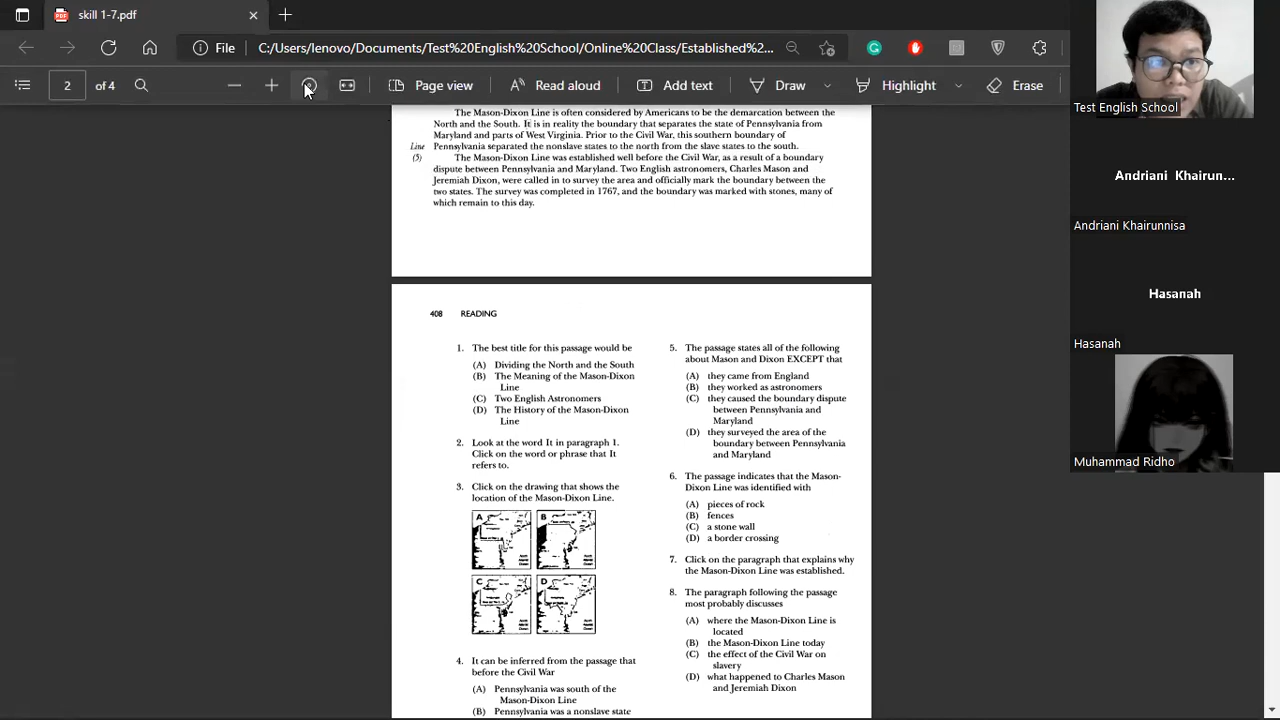 skill 1-7.pdf
File
C:/Users/lenovo/Documents/Test%20English%20School/Online%20Class/Established%2...
2 of 4
Page view
Read aloud
Add text
Draw
Highlight
Erase
The Mason-Dixon Line is often considered by Americans to be the demarcation between the
North and the South. It is in reality the boundary that separates the state of Pennsylvania from
Maryland and parts of West Virginia. Prior to the Civil War, this southern boundary of
Line Pennsylvania separated the nonslave states to the north from the slave states to the south.
(5) The Mason-Dixon Line was established well before the Civil War, as a result of a boundary
dispute between Pennsylvania and Maryland. Two English astronomers, Charles Mason and
Jeremiah Dixon, were called in to survey the area and officially mark the boundary between the
two states. The survey was completed in 1767, and the boundary was marked with stones, many of
which remain to this day.
408 READING
1. The best title for this passage would be
(A) Dividing the North and the South
(B) The Meaning of the Mason-Dixon
Line
(C) Two English Astronomers
(D) The History of the Mason-Dixon
Line
2. Look at the word It in paragraph 1.
Click on the word or phrase that It
refers to.
3. Click on the drawing that shows the
location of the Mason-Dixon Line.
A
B
C
D
4. It can be inferred from the passage that
before the Civil War
(A) Pennsylvania was south of the
Mason-Dixon Line
(B) Pennsylvania was a nonslave state
5. The passage states all of the following
about Mason and Dixon EXCEPT that
(A) they came from England
(B) they worked as astronomers
(C) they caused the boundary dispute
between Pennsylvania and
Maryland
(D) they surveyed the area of the
boundary between Pennsylvania
and Maryland
6. The passage indicates that the Mason-
Dixon Line was identified with
(A) pieces of rock
(B) fences
(C) a stone wall
(D) a border crossing
7. Click on the paragraph that explains why
the Mason-Dixon Line was established.
8. The paragraph following the passage
most probably discusses
(A) where the Mason-Dixon Line is
located
(B) the Mason-Dixon Line today
(C) the effect of the Civil War on
slavery
(D) what happened to Charles Mason
and Jeremiah Dixon
Test English School
Andriani Khairun...
Andriani Khairunnisa
Hasanah
Hasanah
Muhammad Ridho